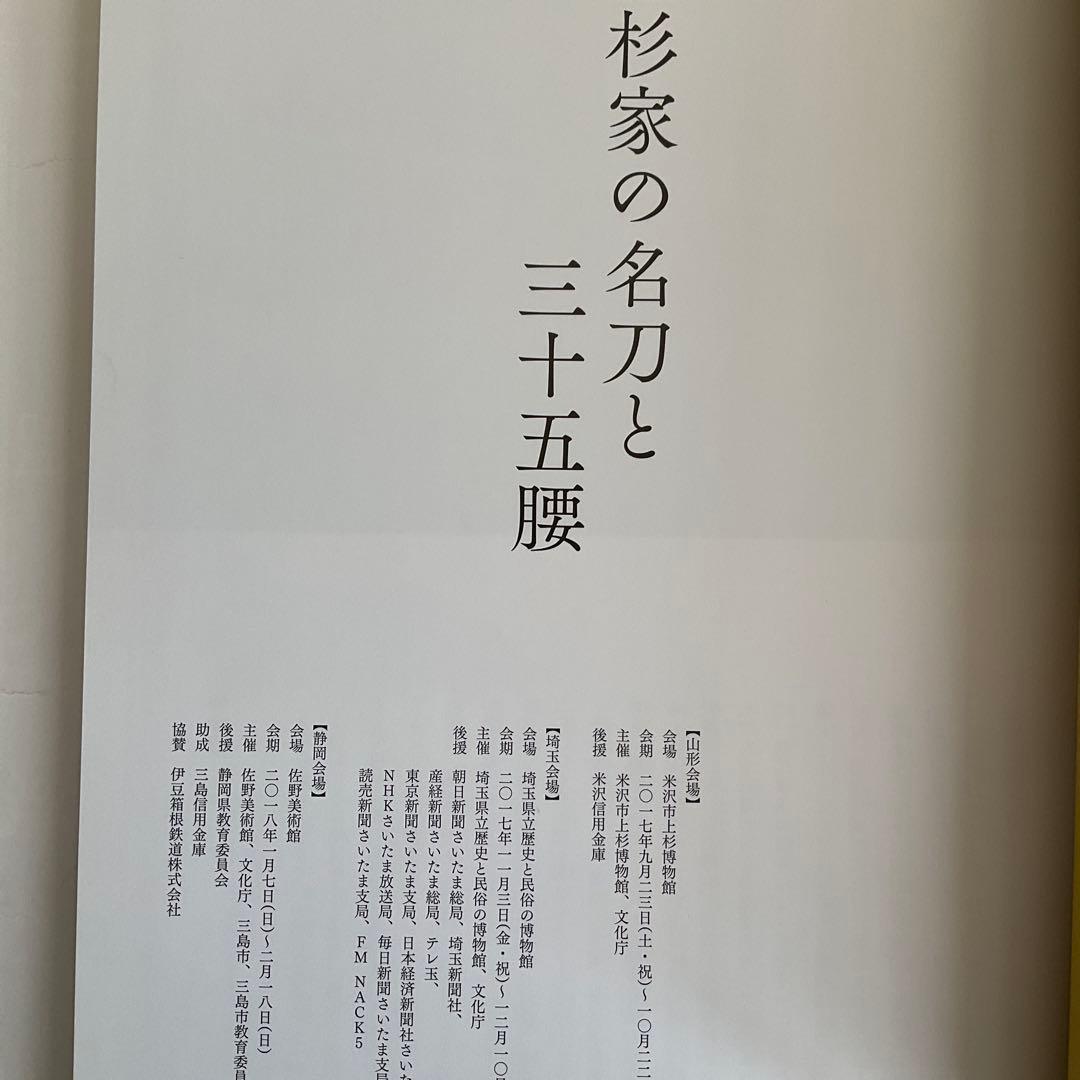 杉家の名刀と
三十五腰
【山形会場】
会場 米沢市上杉博物館
会期 二〇一七年九月二三日(土・祝)～一〇月二二
主催 米沢市上杉博物館、文化庁
後援 米沢信用金庫
【埼玉会場】
会場 埼玉県立歴史と民俗の博物館
会期 二〇一七年一一月三日(金・祝)～一二月一〇
主催 埼玉県立歴史と民俗の博物館、文化庁
後援 朝日新聞さいたま総局、埼玉新聞社、
産経新聞さいたま総局、テレ玉、
東京新聞さいたま支局、日本経済新聞社さいた
NHKさいたま放送局、毎日新聞さいたま支局
読売新聞さいたま支局、FM NACK5
【静岡会場】
会場 佐野美術館
会期 二〇一八年一月七日(日)～二月一八日(日)
主催 佐野美術館、文化庁、三島市、三島市教育委員
後援 静岡県教育委員会
助成 三島信用金庫
協賛 伊豆箱根鉄道株式会社